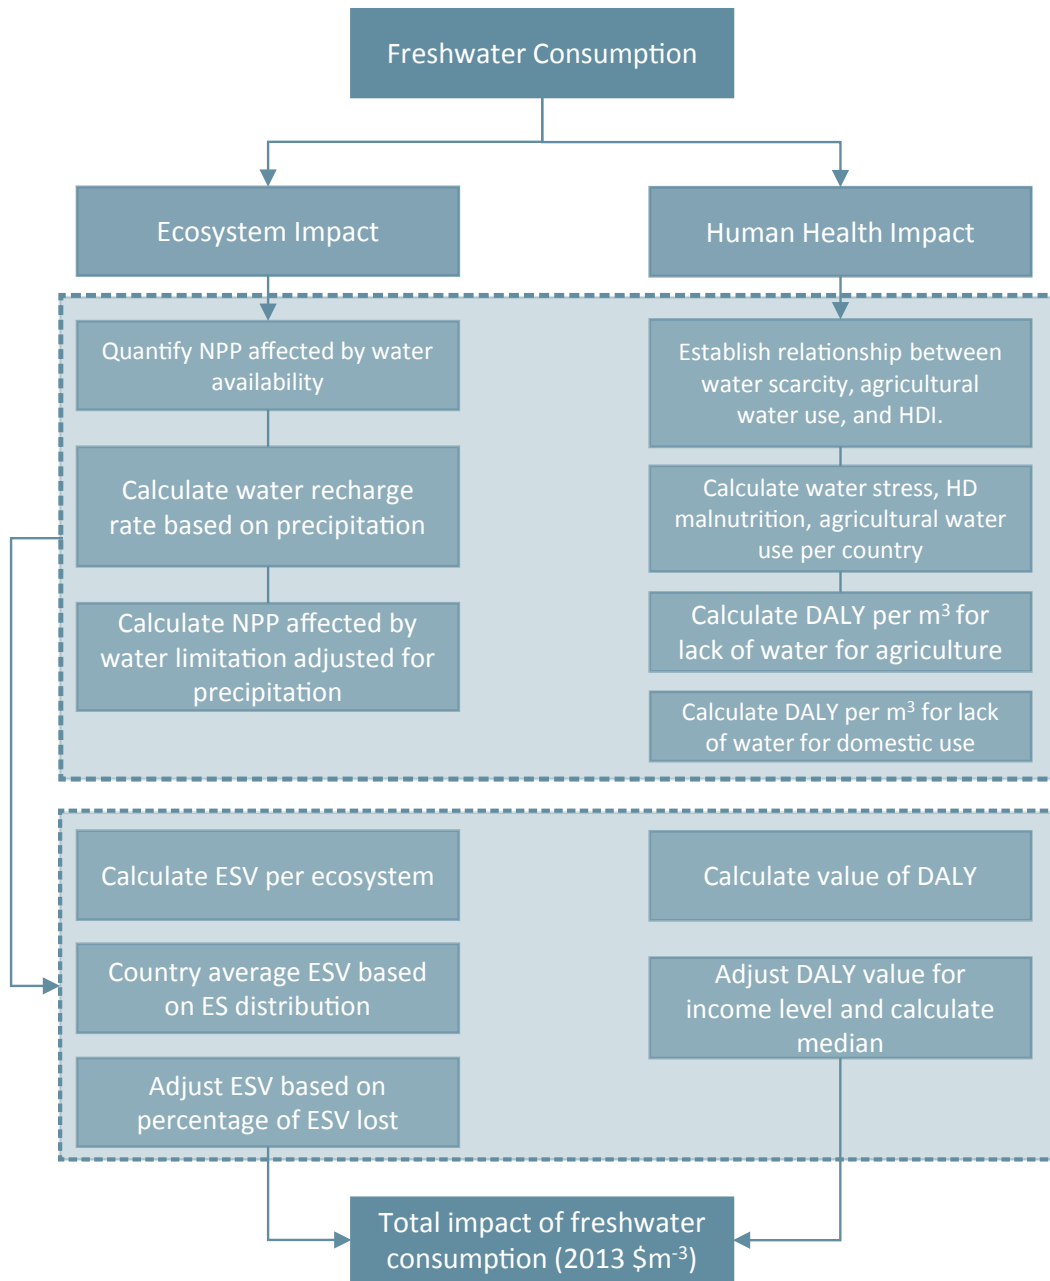 Freshwater Consumption
Ecosystem Impact
Human Health Impact
Quantify NPP affected by water
availability
Calculate water recharge
rate based on precipitation
Calculate NPP affected by
water limitation adjusted for
precipitation
Establish relationship between
water scarcity, agricultural
water use, and HDI.
Calculate water stress, HD
malnutrition, agricultural water
use per country
Calculate DALY per m³ for
lack of water for agriculture
Calculate DALY per m³ for lack
of water for domestic use
Calculate ESV per ecosystem
Country average ESV based
on ES distribution
Adjust ESV based on
percentage of ESV lost
Calculate value of DALY
Adjust DALY value for
income level and calculate
median
Total impact of freshwater
consumption (2013 $m⁻³)